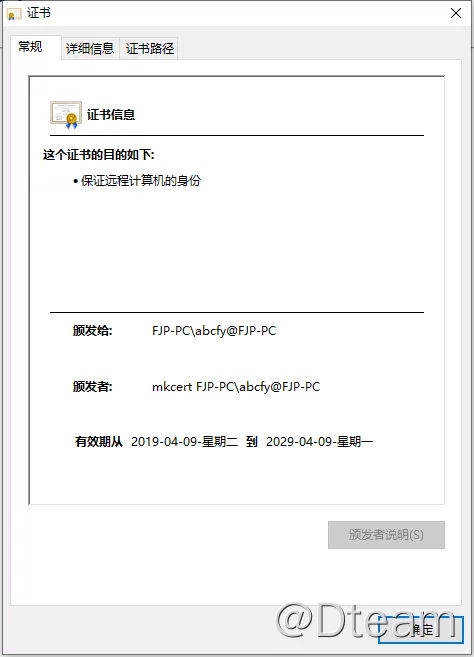 证书
常规 详细信息 证书路径
证书信息
这个证书的目的如下:
• 保证远程计算机的身份
颁发给: FJP-PC\abcfy@FJP-PC
颁发者: mkcert FJP-PC\abcfy@FJP-PC
有效期从 2019-04-09-星期二 到 2029-04-09-星期一
颁发者说明(S)
确定
@Dteam